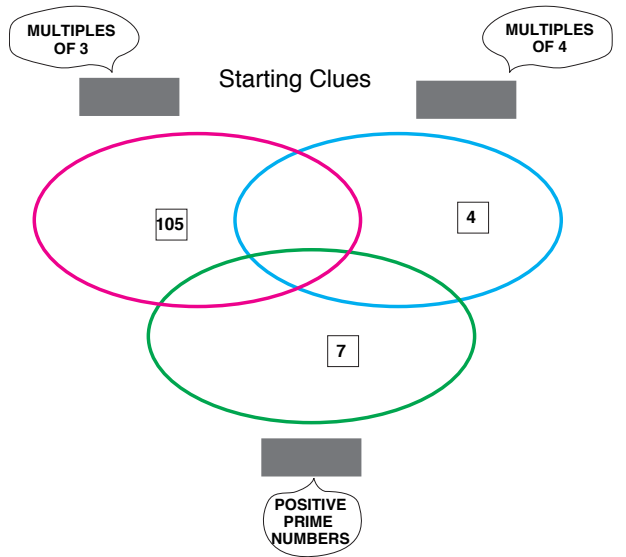 MULTIPLES
OF 3
MULTIPLES
OF 4
Starting Clues
105
4
7
POSITIVE
PRIME
NUMBERS